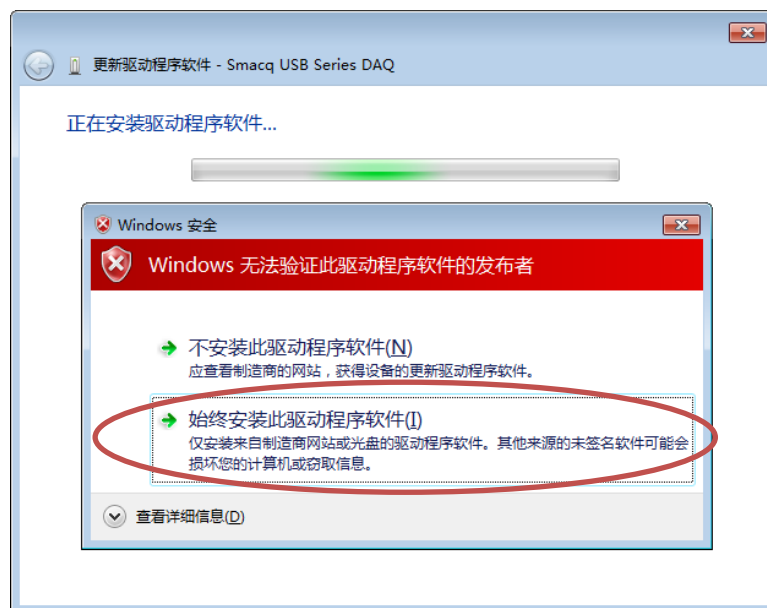 更新驱动程序软件 - Smacq USB Series DAQ
正在安装驱动程序软件...
Windows 安全
Windows 无法验证此驱动程序软件的发布者
不安装此驱动程序软件(N)
应查看制造商的网站，获得设备的更新驱动程序软件。
始终安装此驱动程序软件(I)
仅安装来自制造商网站或光盘的驱动程序软件。其他来源的未签名软件可能会
损坏您的计算机或窃取信息。
查看详细信息(D)